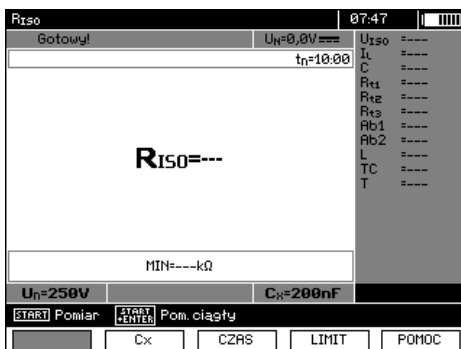 RISO 07:47
Gotowy! UN=0,0V
tn=10:00
RISO=---
MIN=---kΩ
Un=250V Cx=200nF
UISO =---
IL =---
C =---
Rt1 =---
Rt2 =---
Rt3 =---
Ab1 =---
Ab2 =---
L =---
TC =---
T =---
START Pomiar START +ENTER Pom. ciągły
Cx CZAS LIMIT POMOC